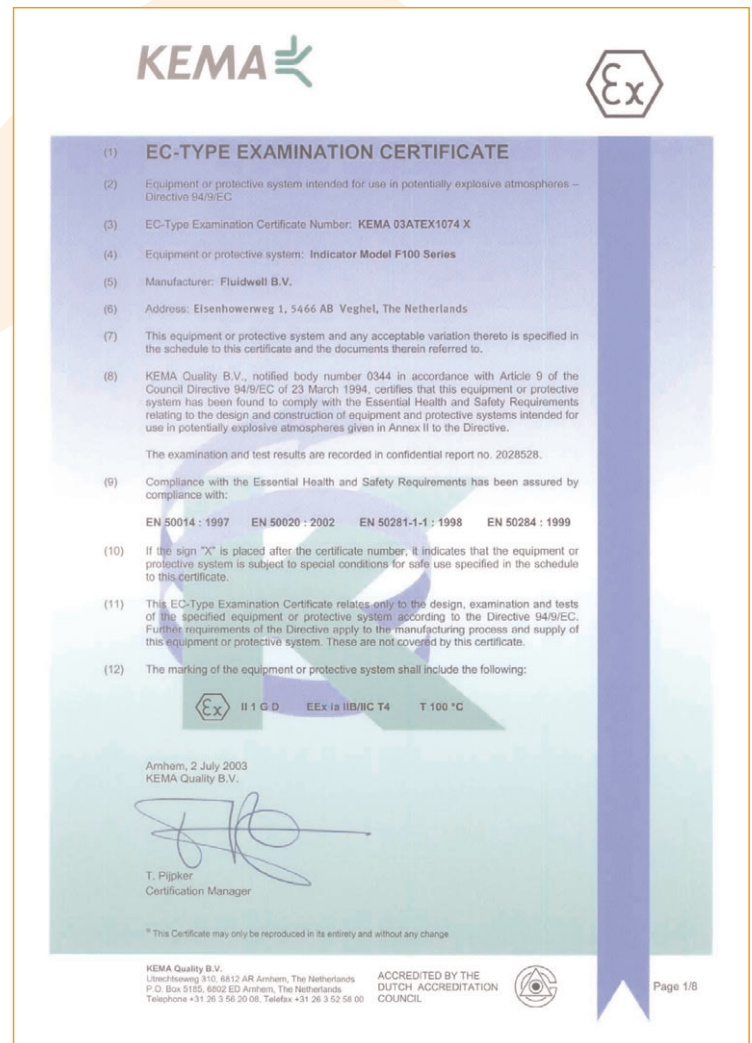 KEMA
Ex
(1) EC-TYPE EXAMINATION CERTIFICATE
(2) Equipment or protective system intended for use in potentially explosive atmospheres –
Directive 94/9/EC
(3) EC-Type Examination Certificate Number: KEMA 03ATEX1074 X
(4) Equipment or protective system: Indicator Model F100 Series
(5) Manufacturer: Fluidwell B.V.
(6) Address: Eisenhowerweg 1, 5466 AB Veghel, The Netherlands
(7) This equipment or protective system and any acceptable variation thereto is specified in
the schedule to this certificate and the documents therein referred to.
(8) KEMA Quality B.V., notified body number 0344 in accordance with Article 9 of the
Council Directive 94/9/EC of 23 March 1994, certifies that this equipment or protective
system has been found to comply with the Essential Health and Safety Requirements
relating to the design and construction of equipment and protective systems intended for
use in potentially explosive atmospheres given in Annex II to the Directive.
The examination and test results are recorded in confidential report no. 2028528.
(9) Compliance with the Essential Health and Safety Requirements has been assured by
compliance with:
EN 50014 : 1997 EN 50020 : 2002 EN 50281-1-1 : 1998 EN 50284 : 1999
(10) If the sign "X" is placed after the certificate number, it indicates that the equipment or
protective system is subject to special conditions for safe use specified in the schedule
to this certificate.
(11) This EC-Type Examination Certificate relates only to the design, examination and tests
of the specified equipment or protective system according to the Directive 94/9/EC.
Further requirements of the Directive apply to the manufacturing process and supply of
this equipment or protective system. These are not covered by this certificate.
(12) The marking of the equipment or protective system shall include the following:
Ex II 1 G D EEx ia IIB/IIC T4 T 100 °C
Arnhem, 2 July 2003
KEMA Quality B.V.
T. Pijpker
Certification Manager
® This Certificate may only be reproduced in its entirety and without any change
KEMA Quality B.V.
Utrechtseweg 310, 6812 AR Arnhem, The Netherlands
P.O. Box 5185, 6802 ED Arnhem, The Netherlands
Telephone +31 26 3 56 20 08, Telefax +31 26 3 52 58 00
ACCREDITED BY THE
DUTCH ACCREDITATION
COUNCIL
Page 1/8